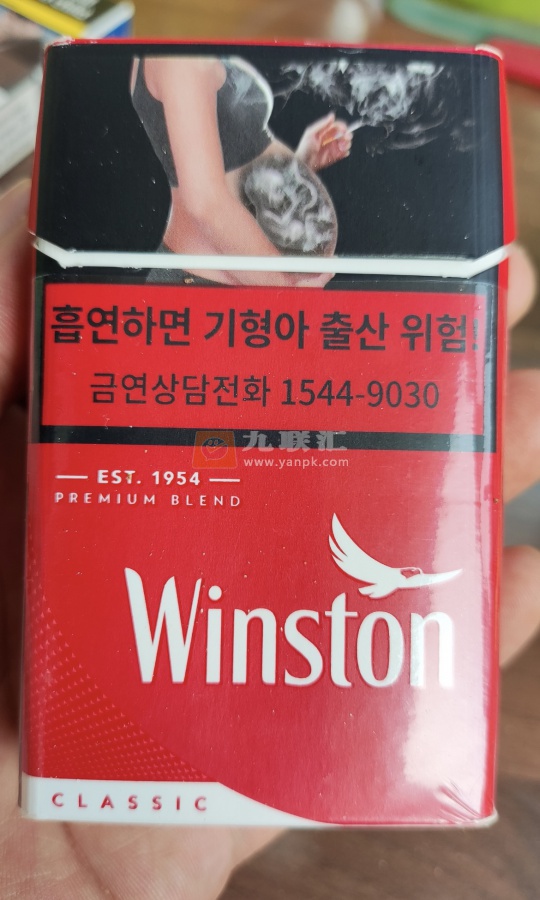 흡연하면 기형아 출산 위험!
금연상담전화 1544-9030
九联汇
www.yanpk.com
EST. 1954
PREMIUM BLEND
Winston
CLASSIC